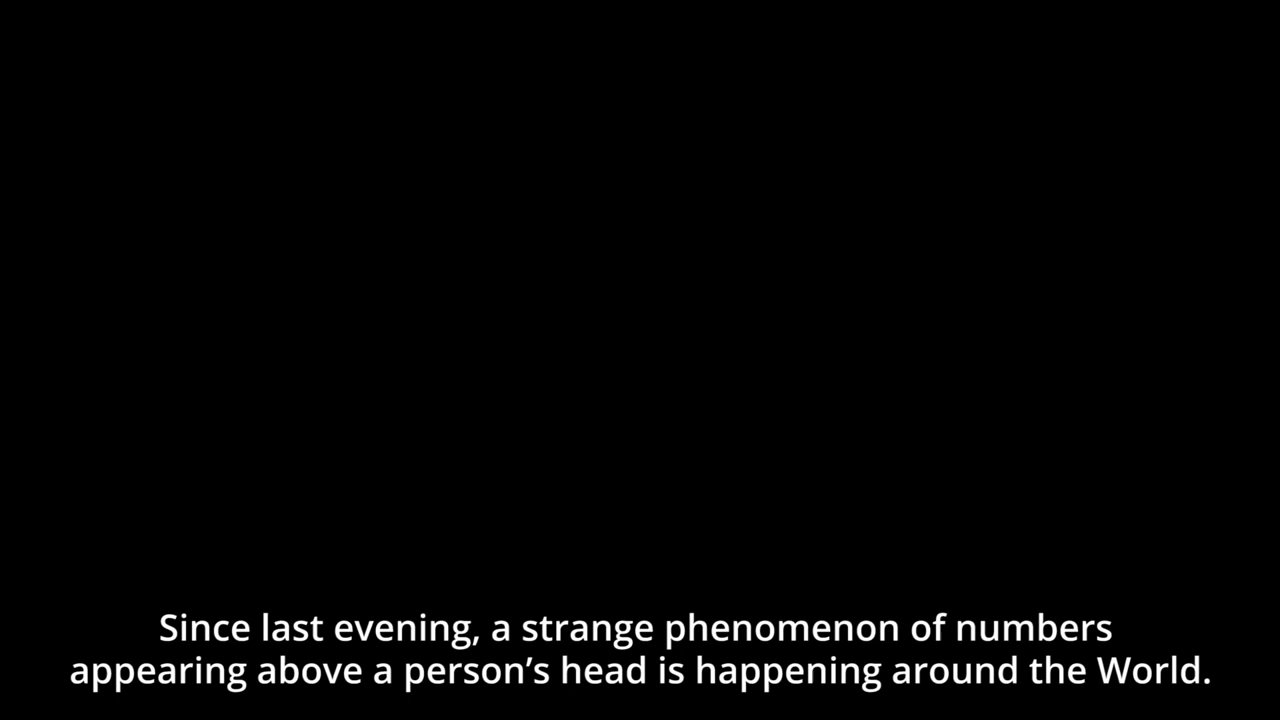 Since last evening, a strange phenomenon of numbers
appearing above a person’s head is happening around the World.